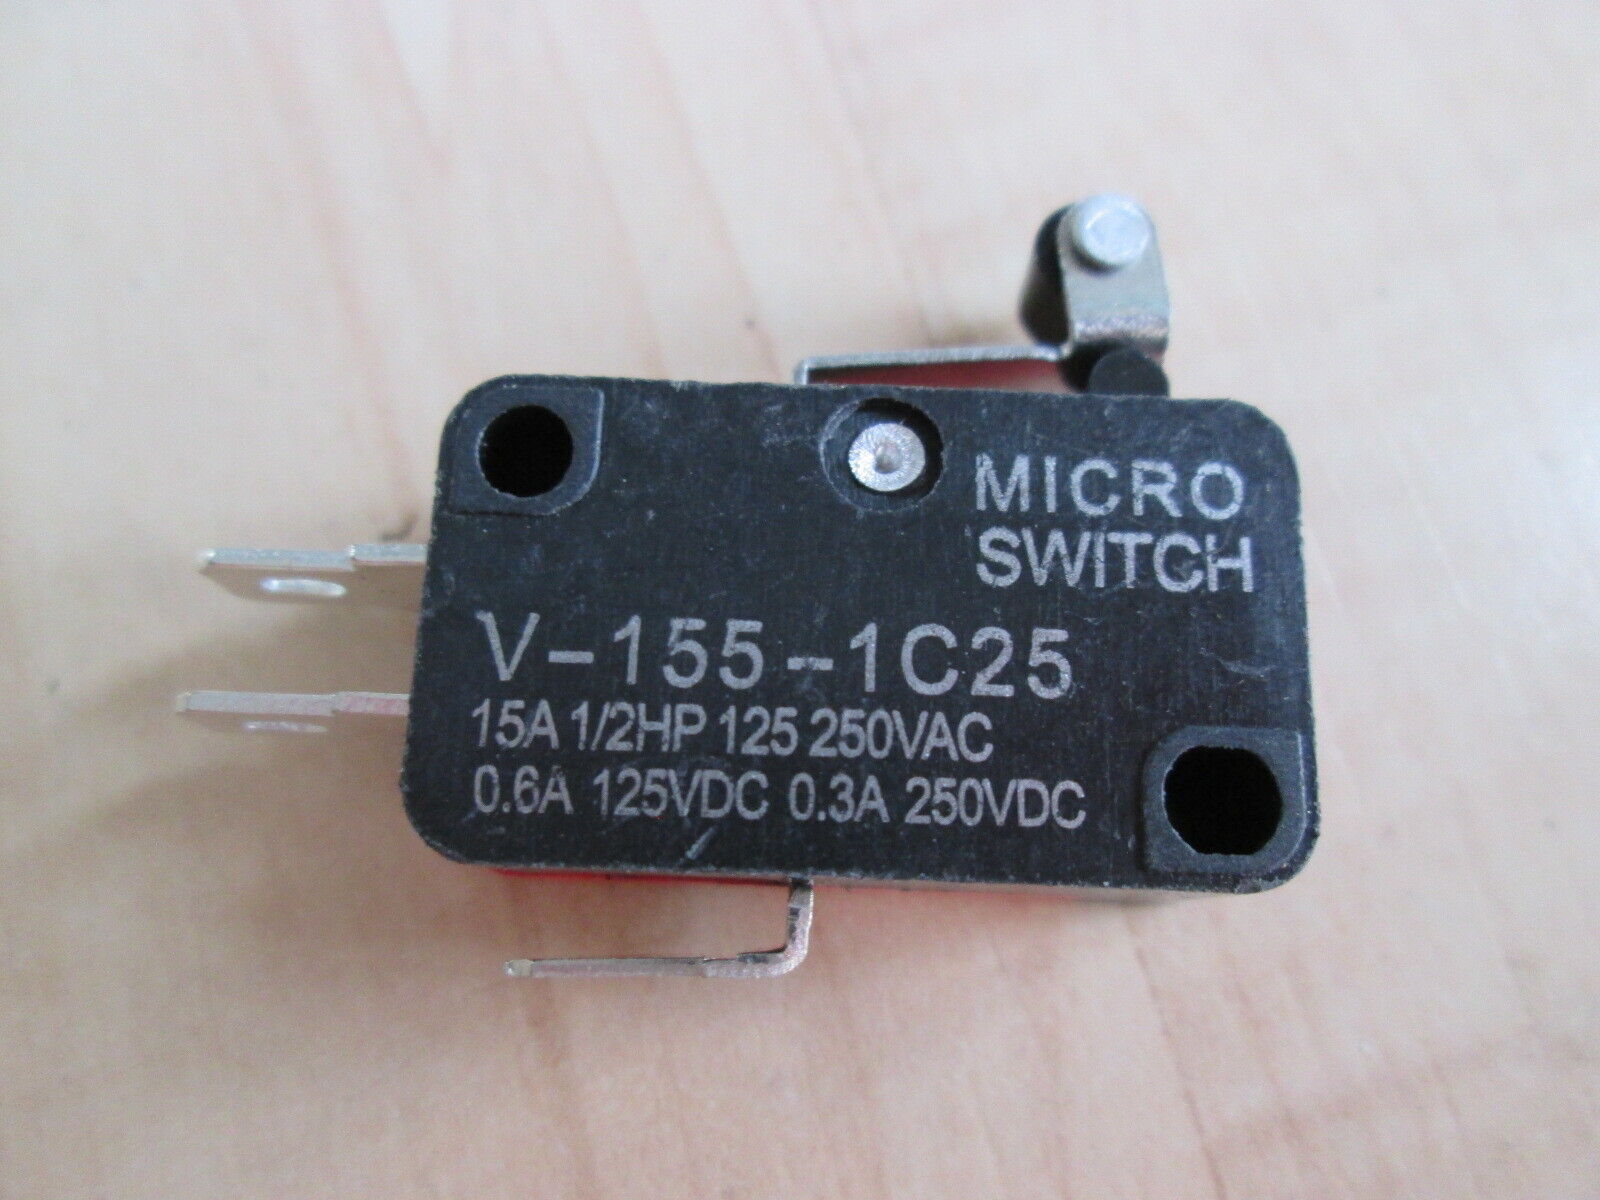 MICRO
SWITCH
V-155-1C25
15A 1/2HP 125 250VAC
0.6A 125VDC 0.3A 250VDC